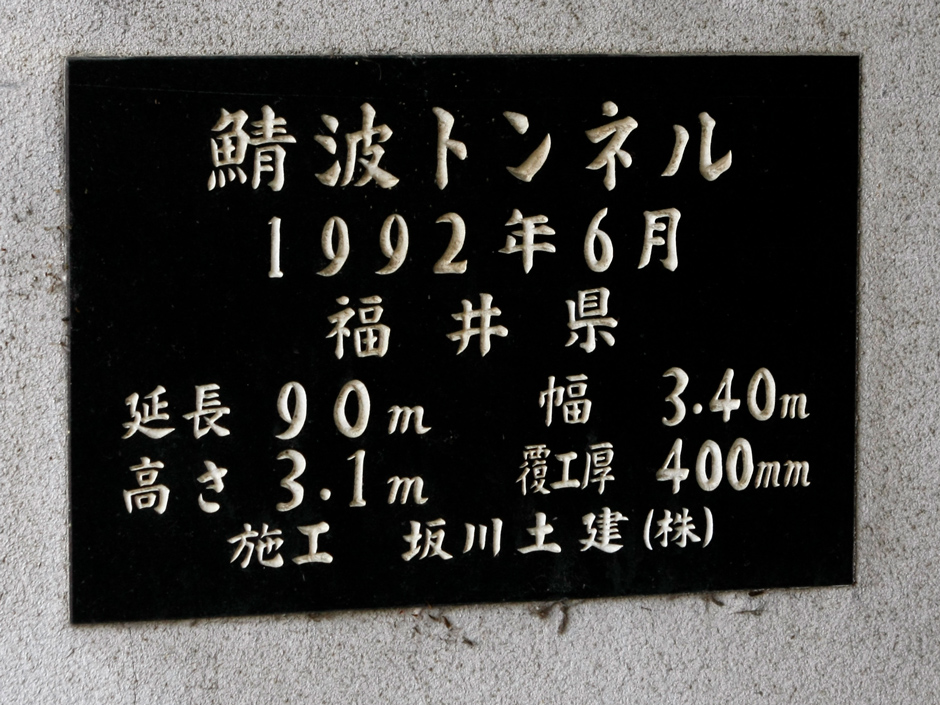 鯖波トンネル
1992年6月
福井県
延長 90m 幅 3.40m
高さ 3.1m 覆工厚 400mm
施工 坂川土建(株)